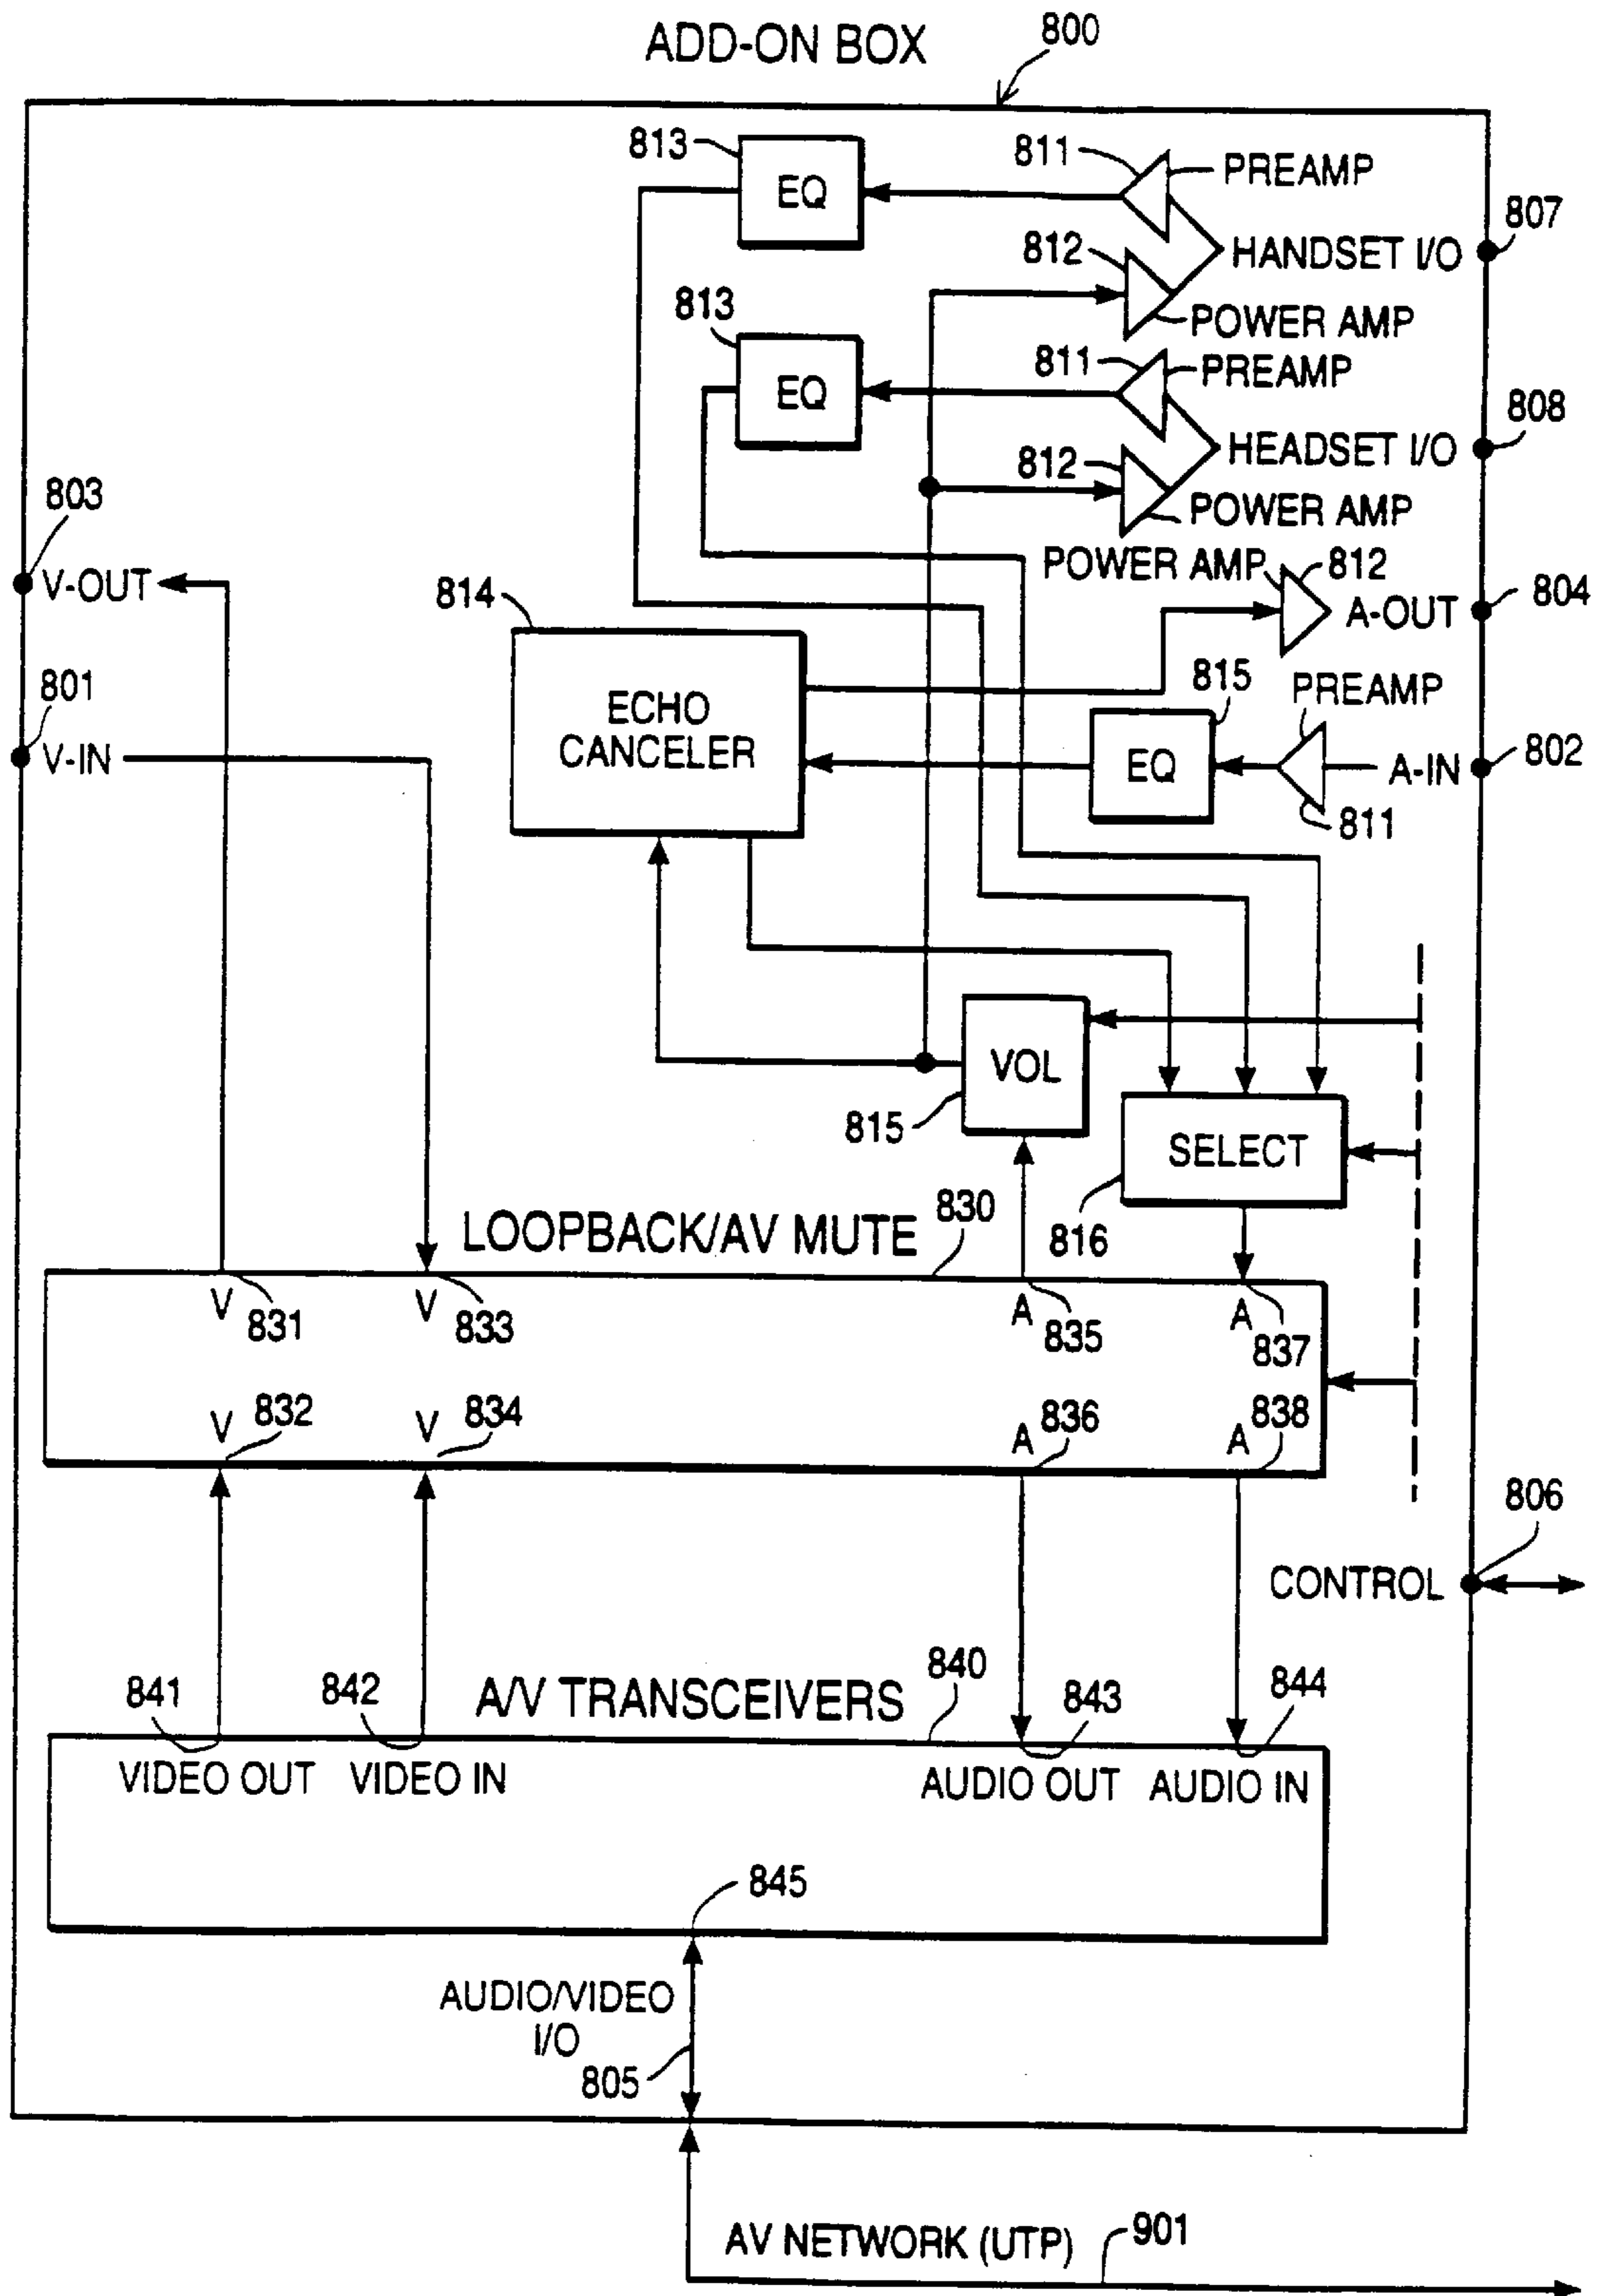 ADD-ON BOX 800
813 EQ 811 PREAMP
807
HANDSET I/O
812 POWER AMP
813 EQ 811 PREAMP
808
HEADSET I/O
812 POWER AMP
803
V-OUT
POWER AMP 812
A-OUT 804
814
ECHO
CANCELER
801
V-IN
815
EQ
PREAMP
A-IN 802
811
VOL
815
SELECT
816
LOOPBACK/AV MUTE 830
V 831 V 833 A 835 A 837
V 832 V 834 A 836 A 838
806
CONTROL
A/V TRANSCEIVERS 840
841 842 843 844
VIDEO OUT VIDEO IN AUDIO OUT AUDIO IN
845
AUDIO/VIDEO
I/O
805
AV NETWORK (UTP) 901